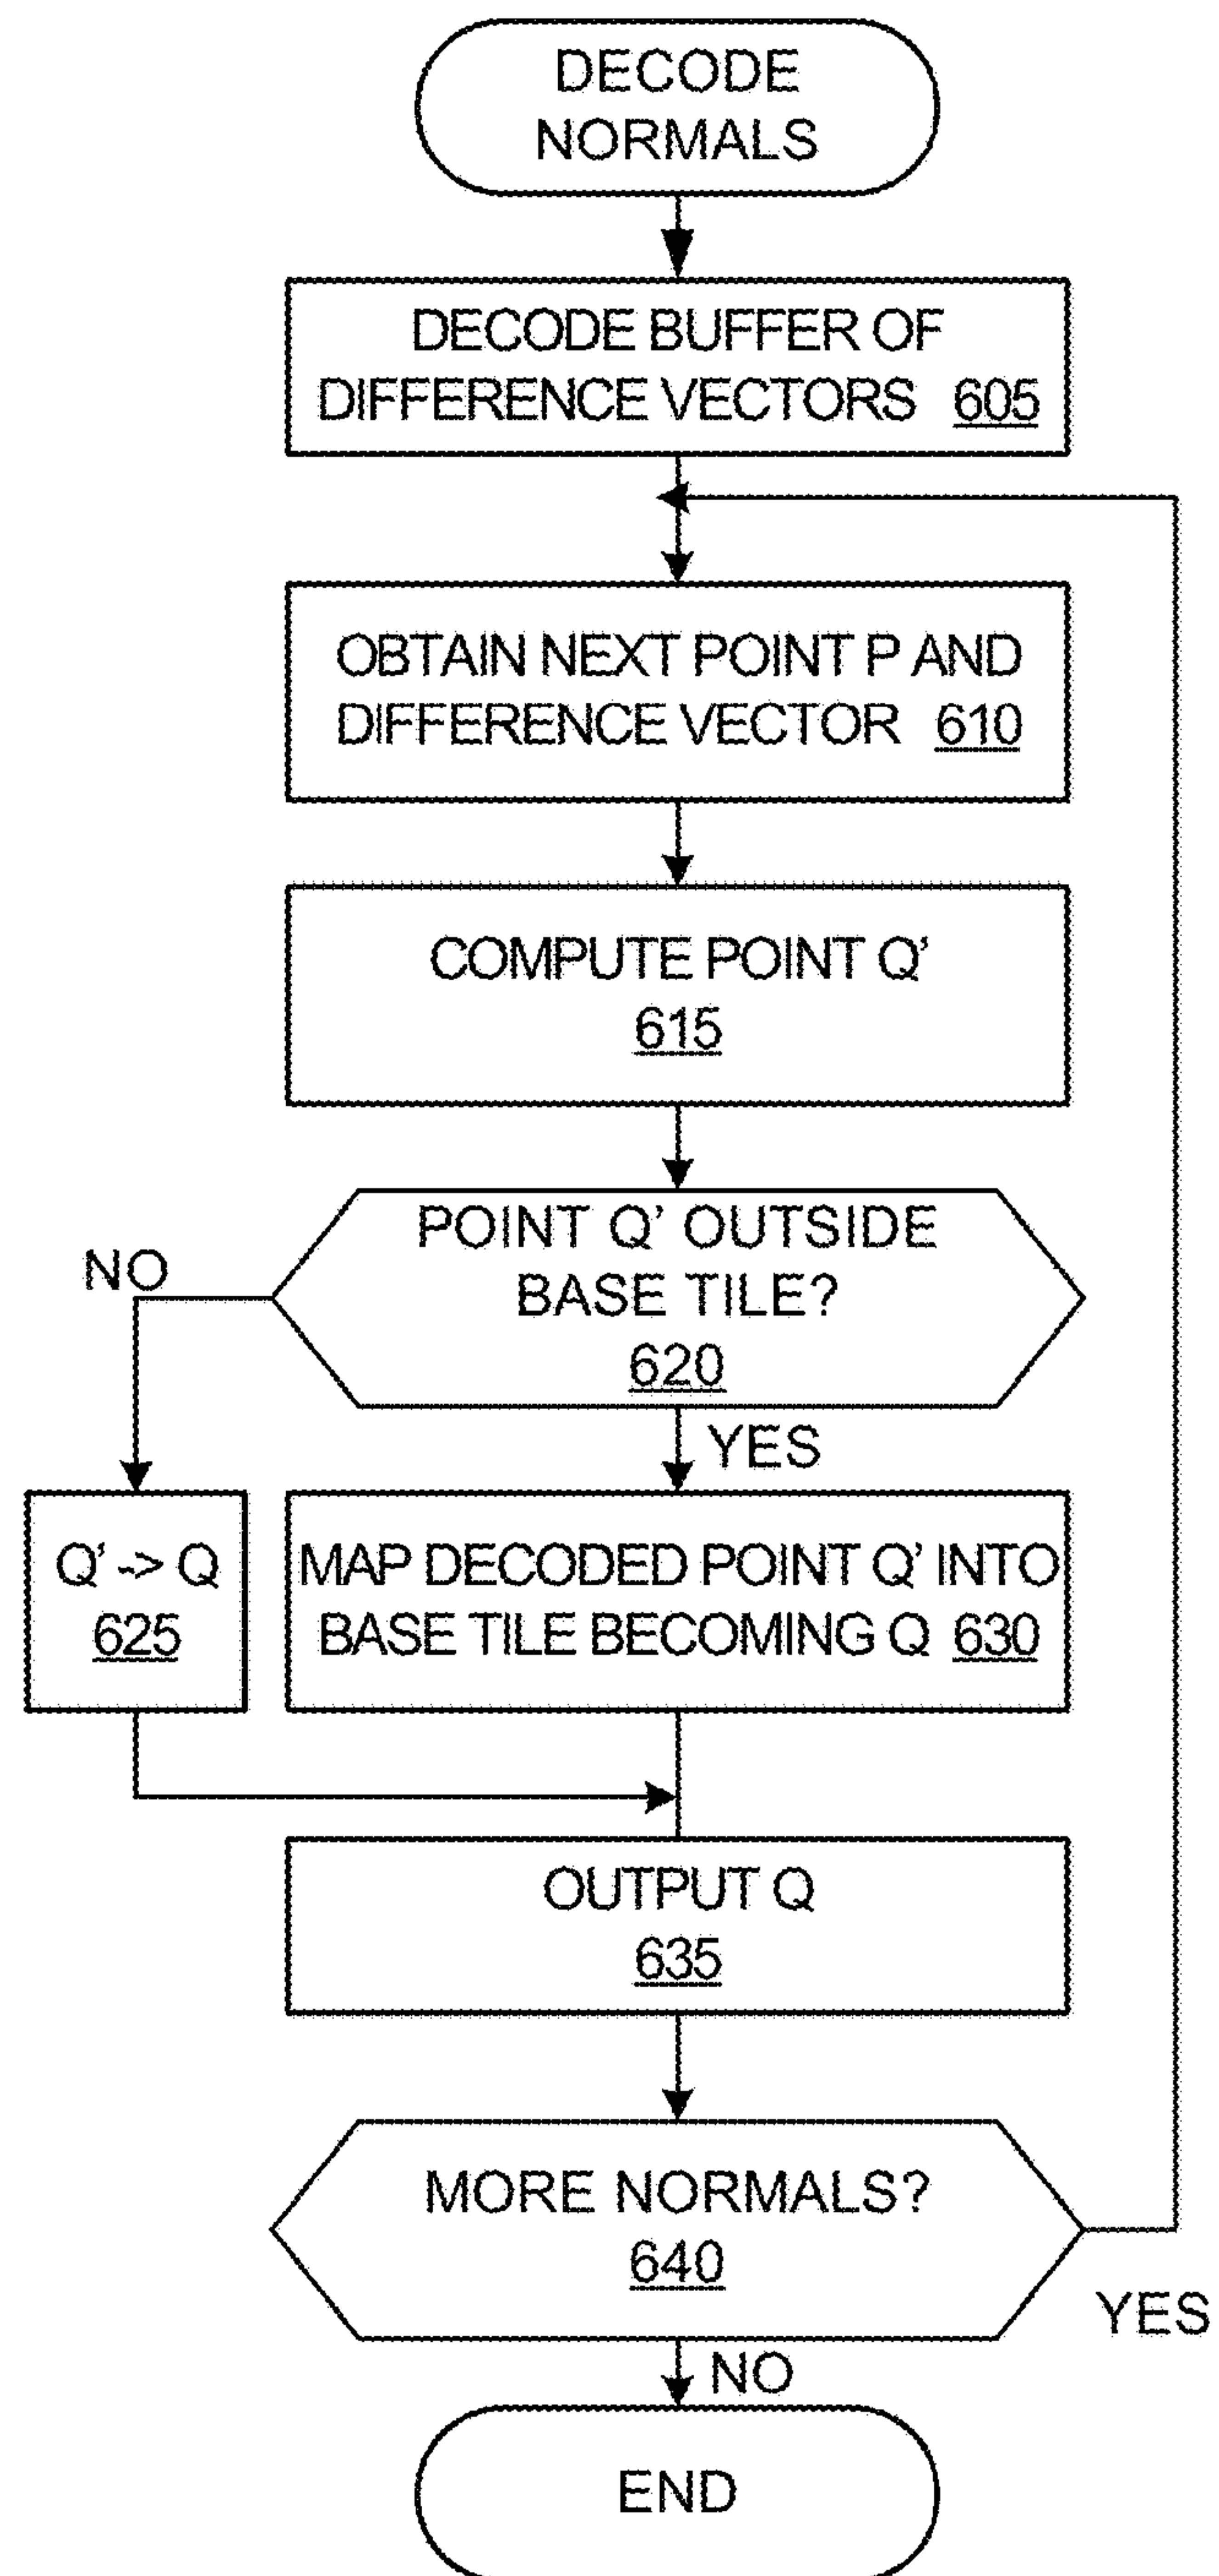 DECODE
NORMALS
DECODE BUFFER OF
DIFFERENCE VECTORS 605
OBTAIN NEXT POINT P AND
DIFFERENCE VECTOR 610
COMPUTE POINT Q’
615
POINT Q’ OUTSIDE
BASE TILE?
620
NO
YES
Q’ -> Q
625
MAP DECODED POINT Q’ INTO
BASE TILE BECOMING Q 630
OUTPUT Q
635
MORE NORMALS?
640
YES
NO
END